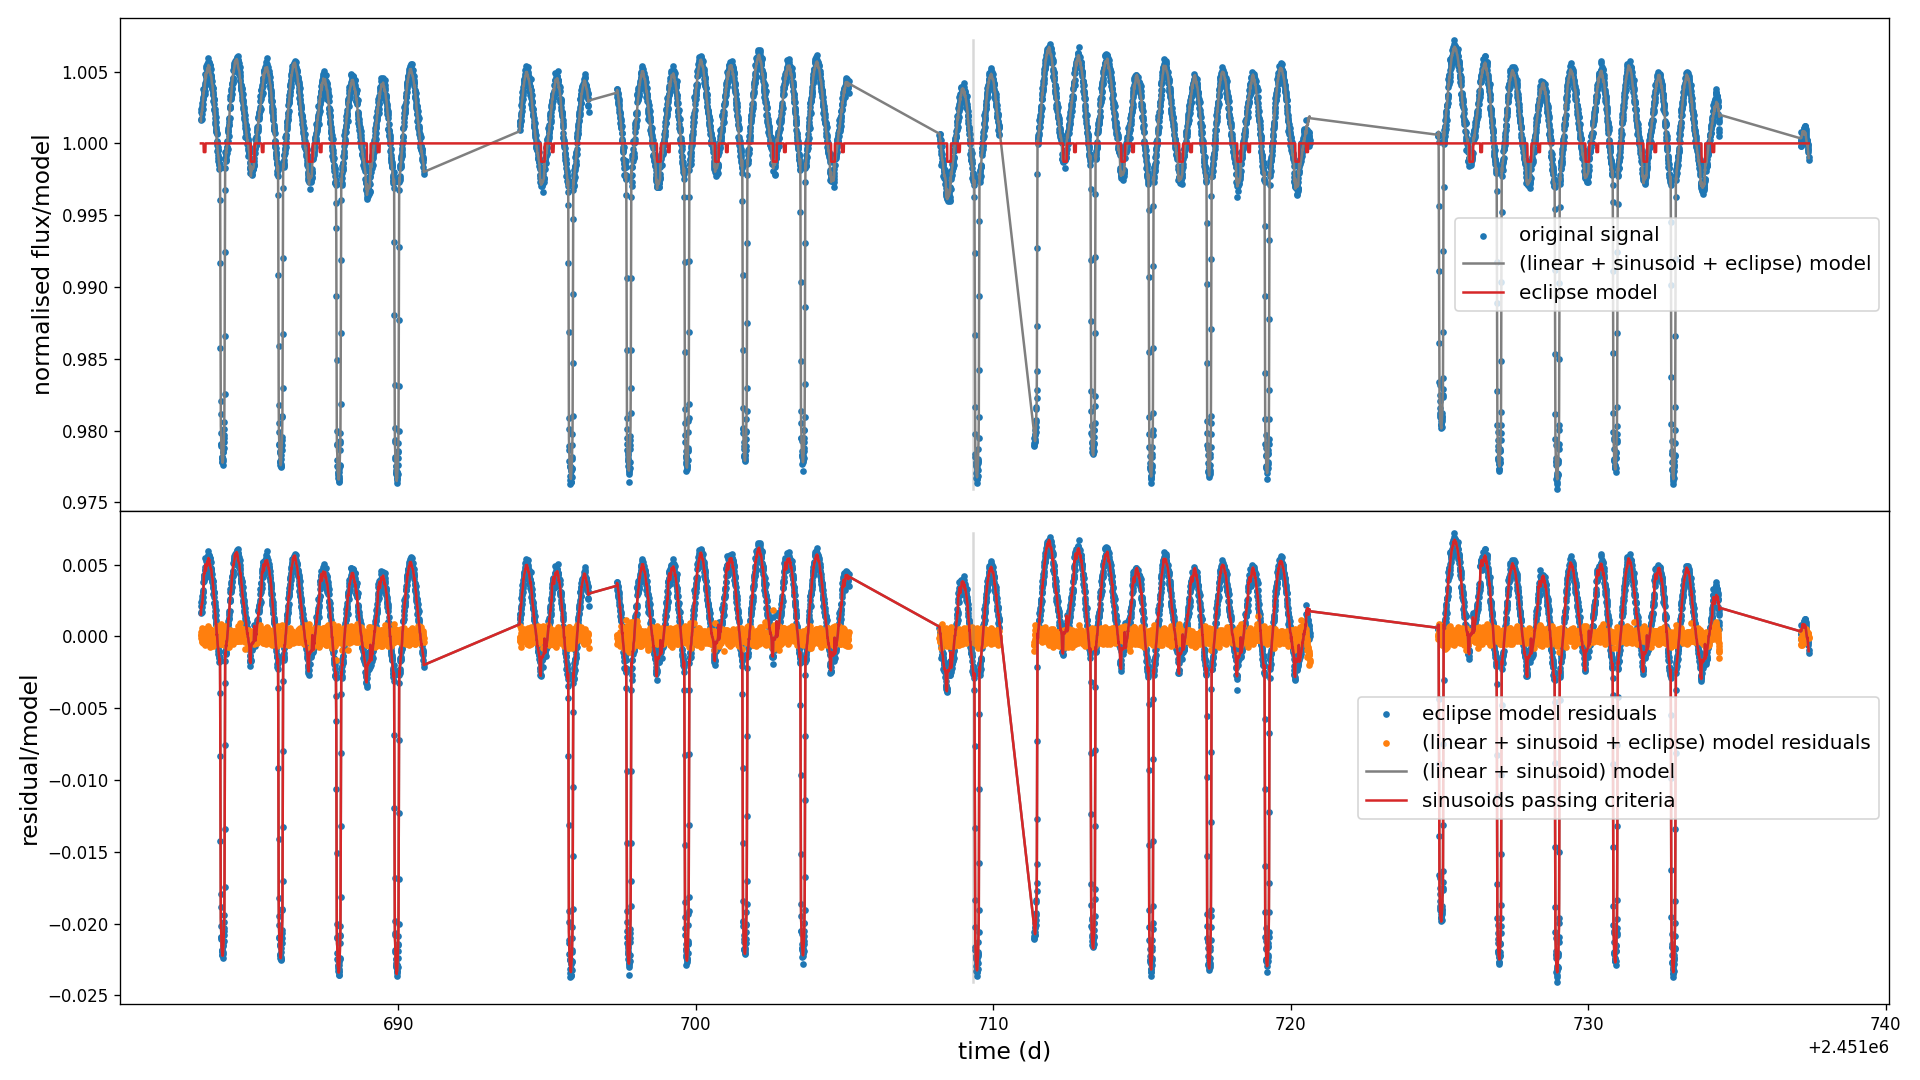 normalised flux/model
1.005
1.000
0.995
0.990
0.985
0.980
0.975
original signal
(linear + sinusoid + eclipse) model
eclipse model
residual/model
0.005
0.000
−0.005
−0.010
−0.015
−0.020
−0.025
eclipse model residuals
(linear + sinusoid + eclipse) model residuals
(linear + sinusoid) model
sinusoids passing criteria
690
700
710
720
730
740
time (d)
+2.451e6